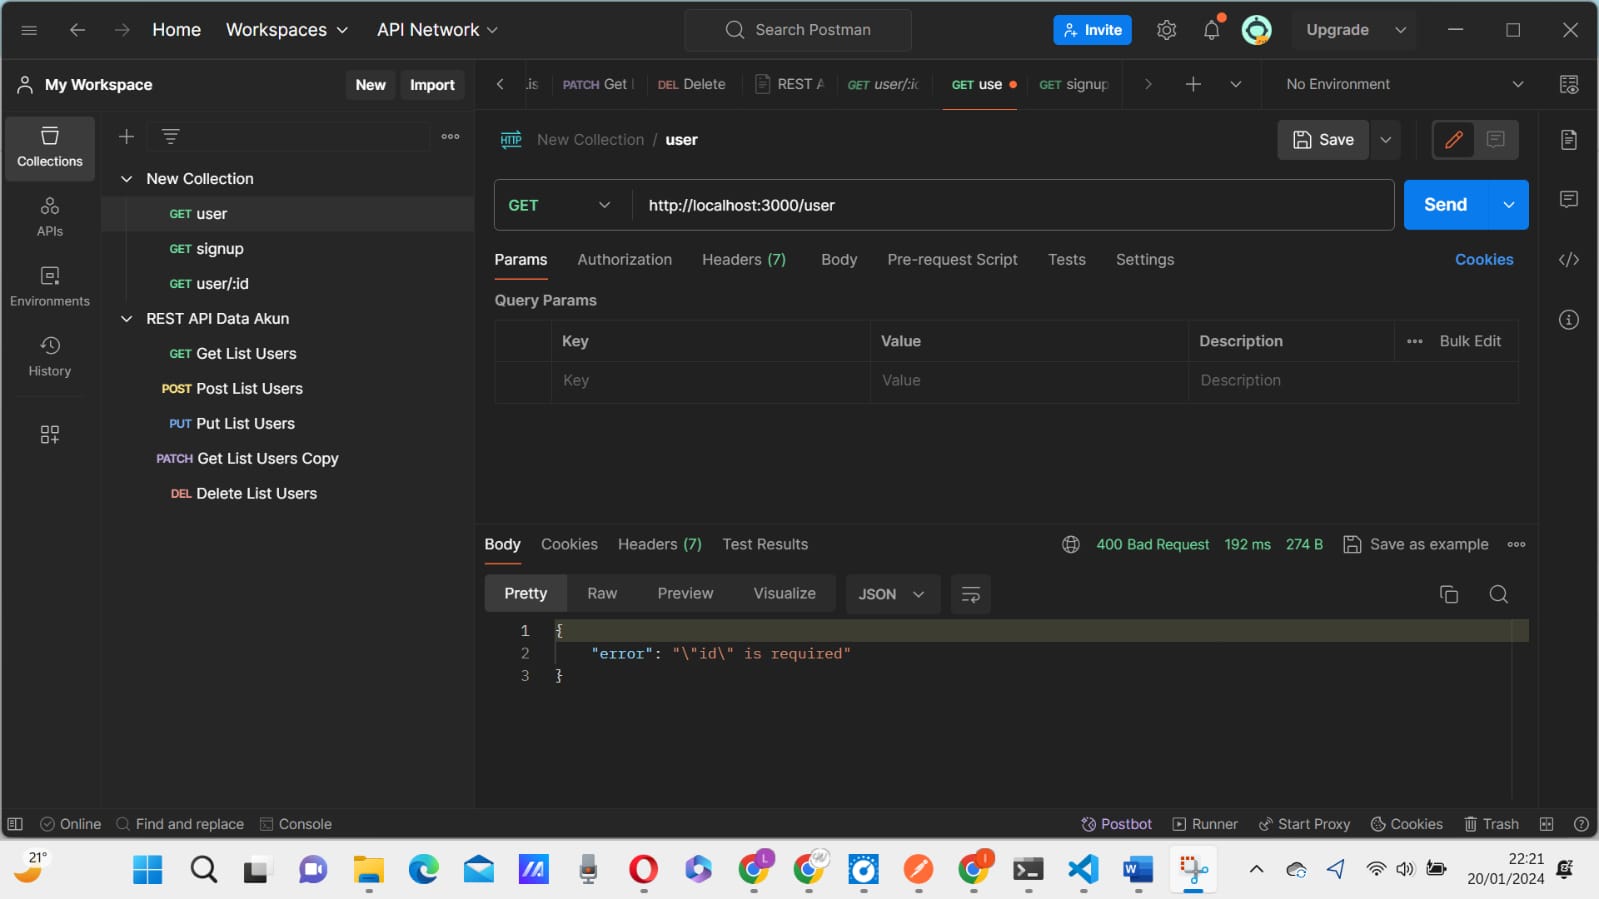 Home
Workspaces
API Network
Search Postman
Invite
Upgrade
My Workspace
New
Import
PATCH Get
DEL Delete
REST A
GET user/:ic
GET use
GET signup
No Environment
Collections
APIs
Environments
History
New Collection
GET user
GET signup
GET user/:id
REST API Data Akun
GET Get List Users
POST Post List Users
PUT Put List Users
PATCH Get List Users Copy
DEL Delete List Users
HTTP New Collection / user
Save
GET
http://localhost:3000/user
Send
Params Authorization Headers (7) Body Pre-request Script Tests Settings Cookies
Query Params
Key Value Description Bulk Edit
Key Value Description
Body Cookies Headers (7) Test Results
400 Bad Request 192 ms 274 B Save as example
Pretty Raw Preview Visualize JSON
1 {
2 "error": "\"id\" is required"
3 }
Online Find and replace Console
Postbot Runner Start Proxy Cookies Trash
21°
22:21
20/01/2024